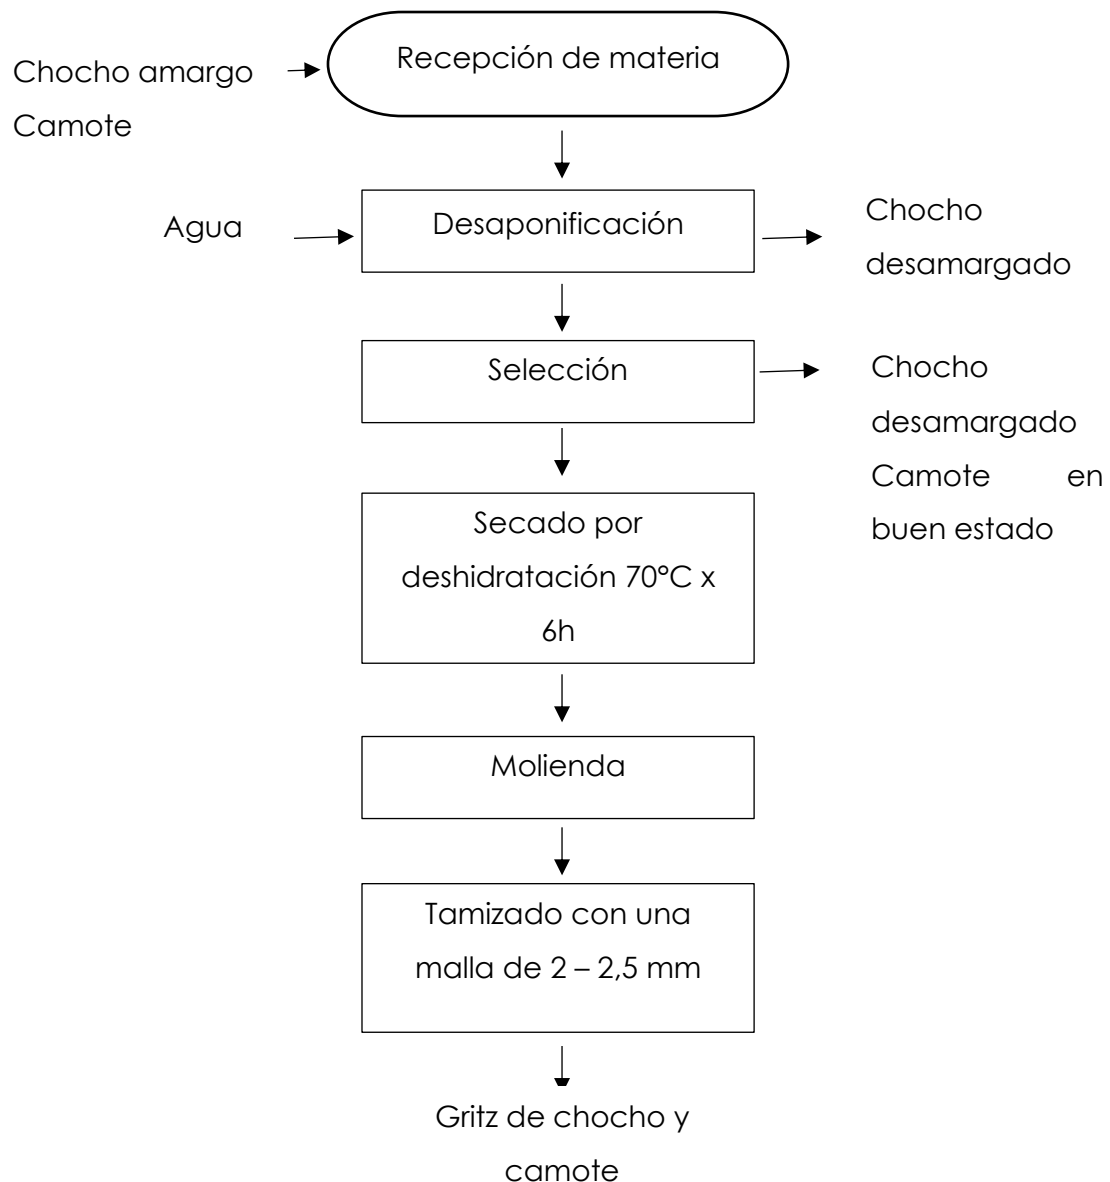 Recepción de materia
Chocho amargo
Camote
Agua
Desaponificación
Chocho
desamargado
Selección
Chocho
desamargado
Camote en
buen estado
Secado por
deshidratación 70°C x
6h
Molienda
Tamizado con una
malla de 2 – 2,5 mm
Gritz de chocho y
camote